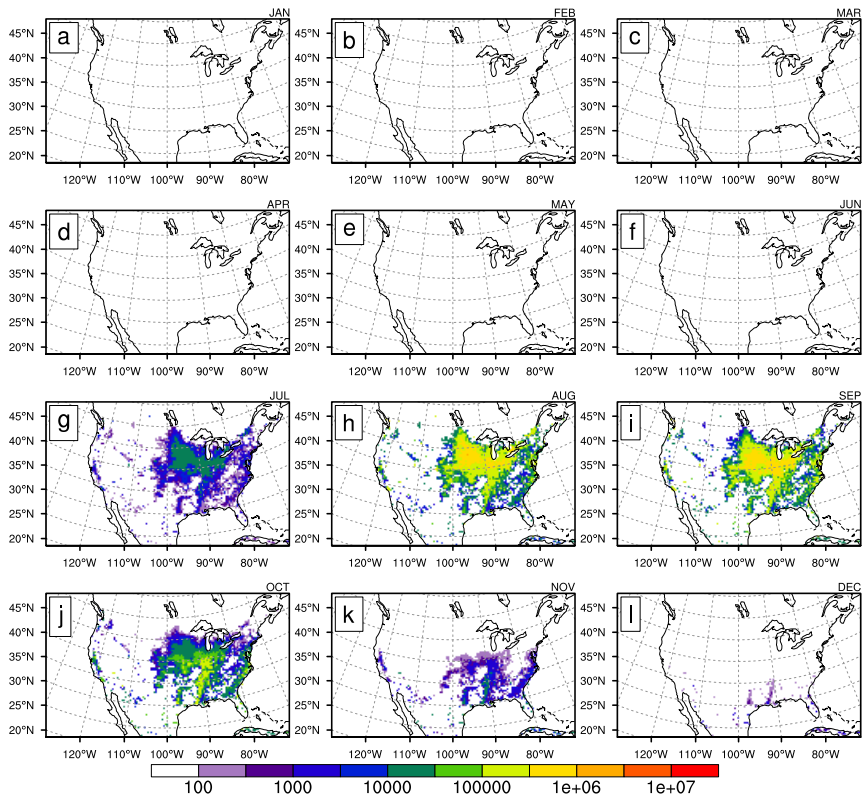 JAN FEB MAR
a b c
45°N 45°N 45°N
40°N 40°N 40°N
35°N 35°N 35°N
30°N 30°N 30°N
25°N 25°N 25°N
20°N 20°N 20°N
120°W 110°W 100°W 90°W 80°W 120°W 110°W 100°W 90°W 80°W 120°W 110°W 100°W 90°W 80°W
APR MAY JUN
d e f
45°N 45°N 45°N
40°N 40°N 40°N
35°N 35°N 35°N
30°N 30°N 30°N
25°N 25°N 25°N
20°N 20°N 20°N
120°W 110°W 100°W 90°W 80°W 120°W 110°W 100°W 90°W 80°W 120°W 110°W 100°W 90°W 80°W
JUL AUG SEP
g h i
45°N 45°N 45°N
40°N 40°N 40°N
35°N 35°N 35°N
30°N 30°N 30°N
25°N 25°N 25°N
20°N 20°N 20°N
120°W 110°W 100°W 90°W 80°W 120°W 110°W 100°W 90°W 80°W 120°W 110°W 100°W 90°W 80°W
OCT NOV DEC
j k l
45°N 45°N 45°N
40°N 40°N 40°N
35°N 35°N 35°N
30°N 30°N 30°N
25°N 25°N 25°N
20°N 20°N 20°N
120°W 110°W 100°W 90°W 80°W 120°W 110°W 100°W 90°W 80°W 120°W 110°W 100°W 90°W 80°W
100 1000 10000 100000 1e+06 1e+07